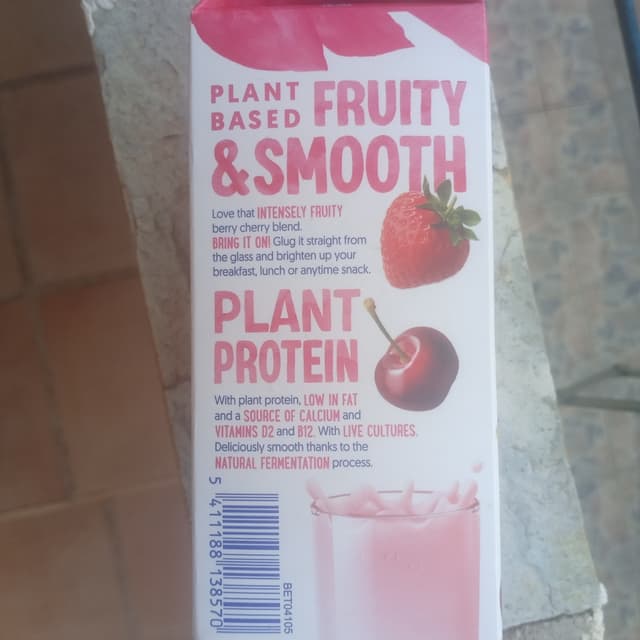 PLANT
BASED
FRUITY
&SMOOTH
Love that INTENSELY FRUITY
berry cherry blend.
BRING IT ON! Glug it straight from
the glass and brighten up your
breakfast, lunch or anytime snack.
PLANT
PROTEIN
With plant protein, LOW IN FAT
and a SOURCE OF CALCIUM and
VITAMINS D2 and B12. With LIVE CULTURES.
Deliciously smooth thanks to the
NATURAL FERMENTATION process.
5 411188 138570
BET04105